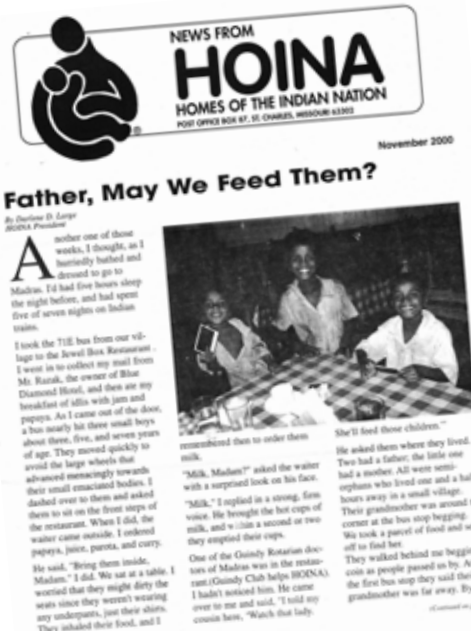 NEWS FROM
HOINA
HOMES OF THE INDIAN NATION
POST OFFICE BOX 87, ST. CHARLES, MISSOURI 63302
November 2000
Father, May We Feed Them?
By Darlene D. Large
HOINA President
Another one of those
weeks, I thought, as I
hurriedly bathed and
dressed to go to
Madras. I'd had five hours sleep
the night before, and had spent
five of seven nights on Indian
trains.
I took the 71E bus from our vil-
lage to the Jewel Box Restaurant.
I went in to collect my mail from
Mr. Razak, the owner of Blue
Diamond Hotel, and then ate my
breakfast of idlis with jam and
papaya. As I came out of the door,
a bus nearly hit three small boys
about three, five, and seven years
of age. They moved quickly to
avoid the large wheels that
advanced menacingly towards
their small emaciated bodies. I
dashed over to them and asked
them to sit on the front steps of
the restaurant. When I did, the
waiter came outside. I ordered
papaya, juice, parota, and curry.
He said, "Bring them inside,
Madam." I did. We sat at a table. I
worried that they might dirty the
seats since they weren't wearing
any underpants, just their shirts.
They inhaled their food, and I
remembered then to order them
milk.
"Milk, Madam?" asked the waiter
with a surprised look on his face.
"Milk," I replied in a strong, firm
voice. He brought the hot cups of
milk, and within a second or two
they emptied their cups.
One of the Guindy Rotarian doc-
tors of Madras was in the restau-
rant (Guindy Club helps HOINA).
I hadn't noticed him. He came
over to me and said, "I told my
cousin here, "Watch that lady.
She'll feed those children."
He asked them where they lived.
Two had a father; the little one
had a mother. All were semi-
orphans who lived one and a half
hours away in a small village.
Their grandmother was around
corner at the bus stop begging.
We took a parcel of food and
off to find her.
They walked behind me begging
coin as people passed us by. At
the first bus stop they said the
grandmother was far away. By